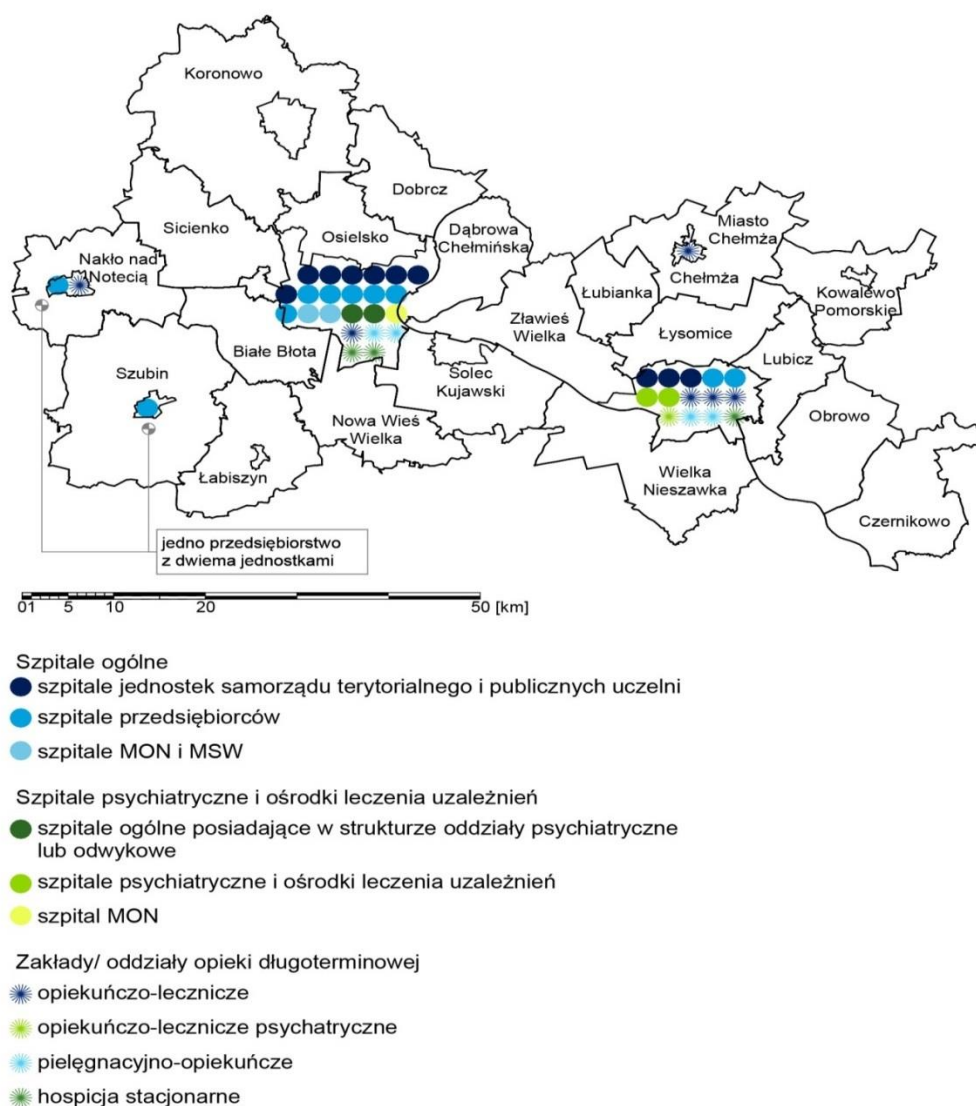 Koronowo
Dobrcz
Miasto
Chełmża
Sicienko
Osielsko
Dąbrowa
Chełmińska
Nakło nad
Notecią
Chełmża
Łubianka
Kowalewo
Pomorskie
Zławieś
Wielka
Łysomice
Białe Błota
Lubicz
Szubin
Solec
Kujawski
Nowa Wieś
Wielka
Obrowo
Łabiszyn
Wielka
Nieszawka
Czernikowo
jedno przedsiębiorstwo
z dwiema jednostkami
01 5 10 20 50 [km]
Szpitale ogólne
szpitale jednostek samorządu terytorialnego i publicznych uczelni
szpitale przedsiębiorców
szpitale MON i MSW
Szpitale psychiatryczne i ośrodki leczenia uzależnień
szpitale ogólne posiadające w strukturze oddziały psychiatryczne
lub odwykowe
szpitale psychiatryczne i ośrodki leczenia uzależnień
szpital MON
Zakłady/ oddziały opieki długoterminowej
opiekuńczo-lecznicze
opiekuńczo-lecznicze psychatryczne
pielęgnacyjno-opiekuńcze
hospicja stacjonarne